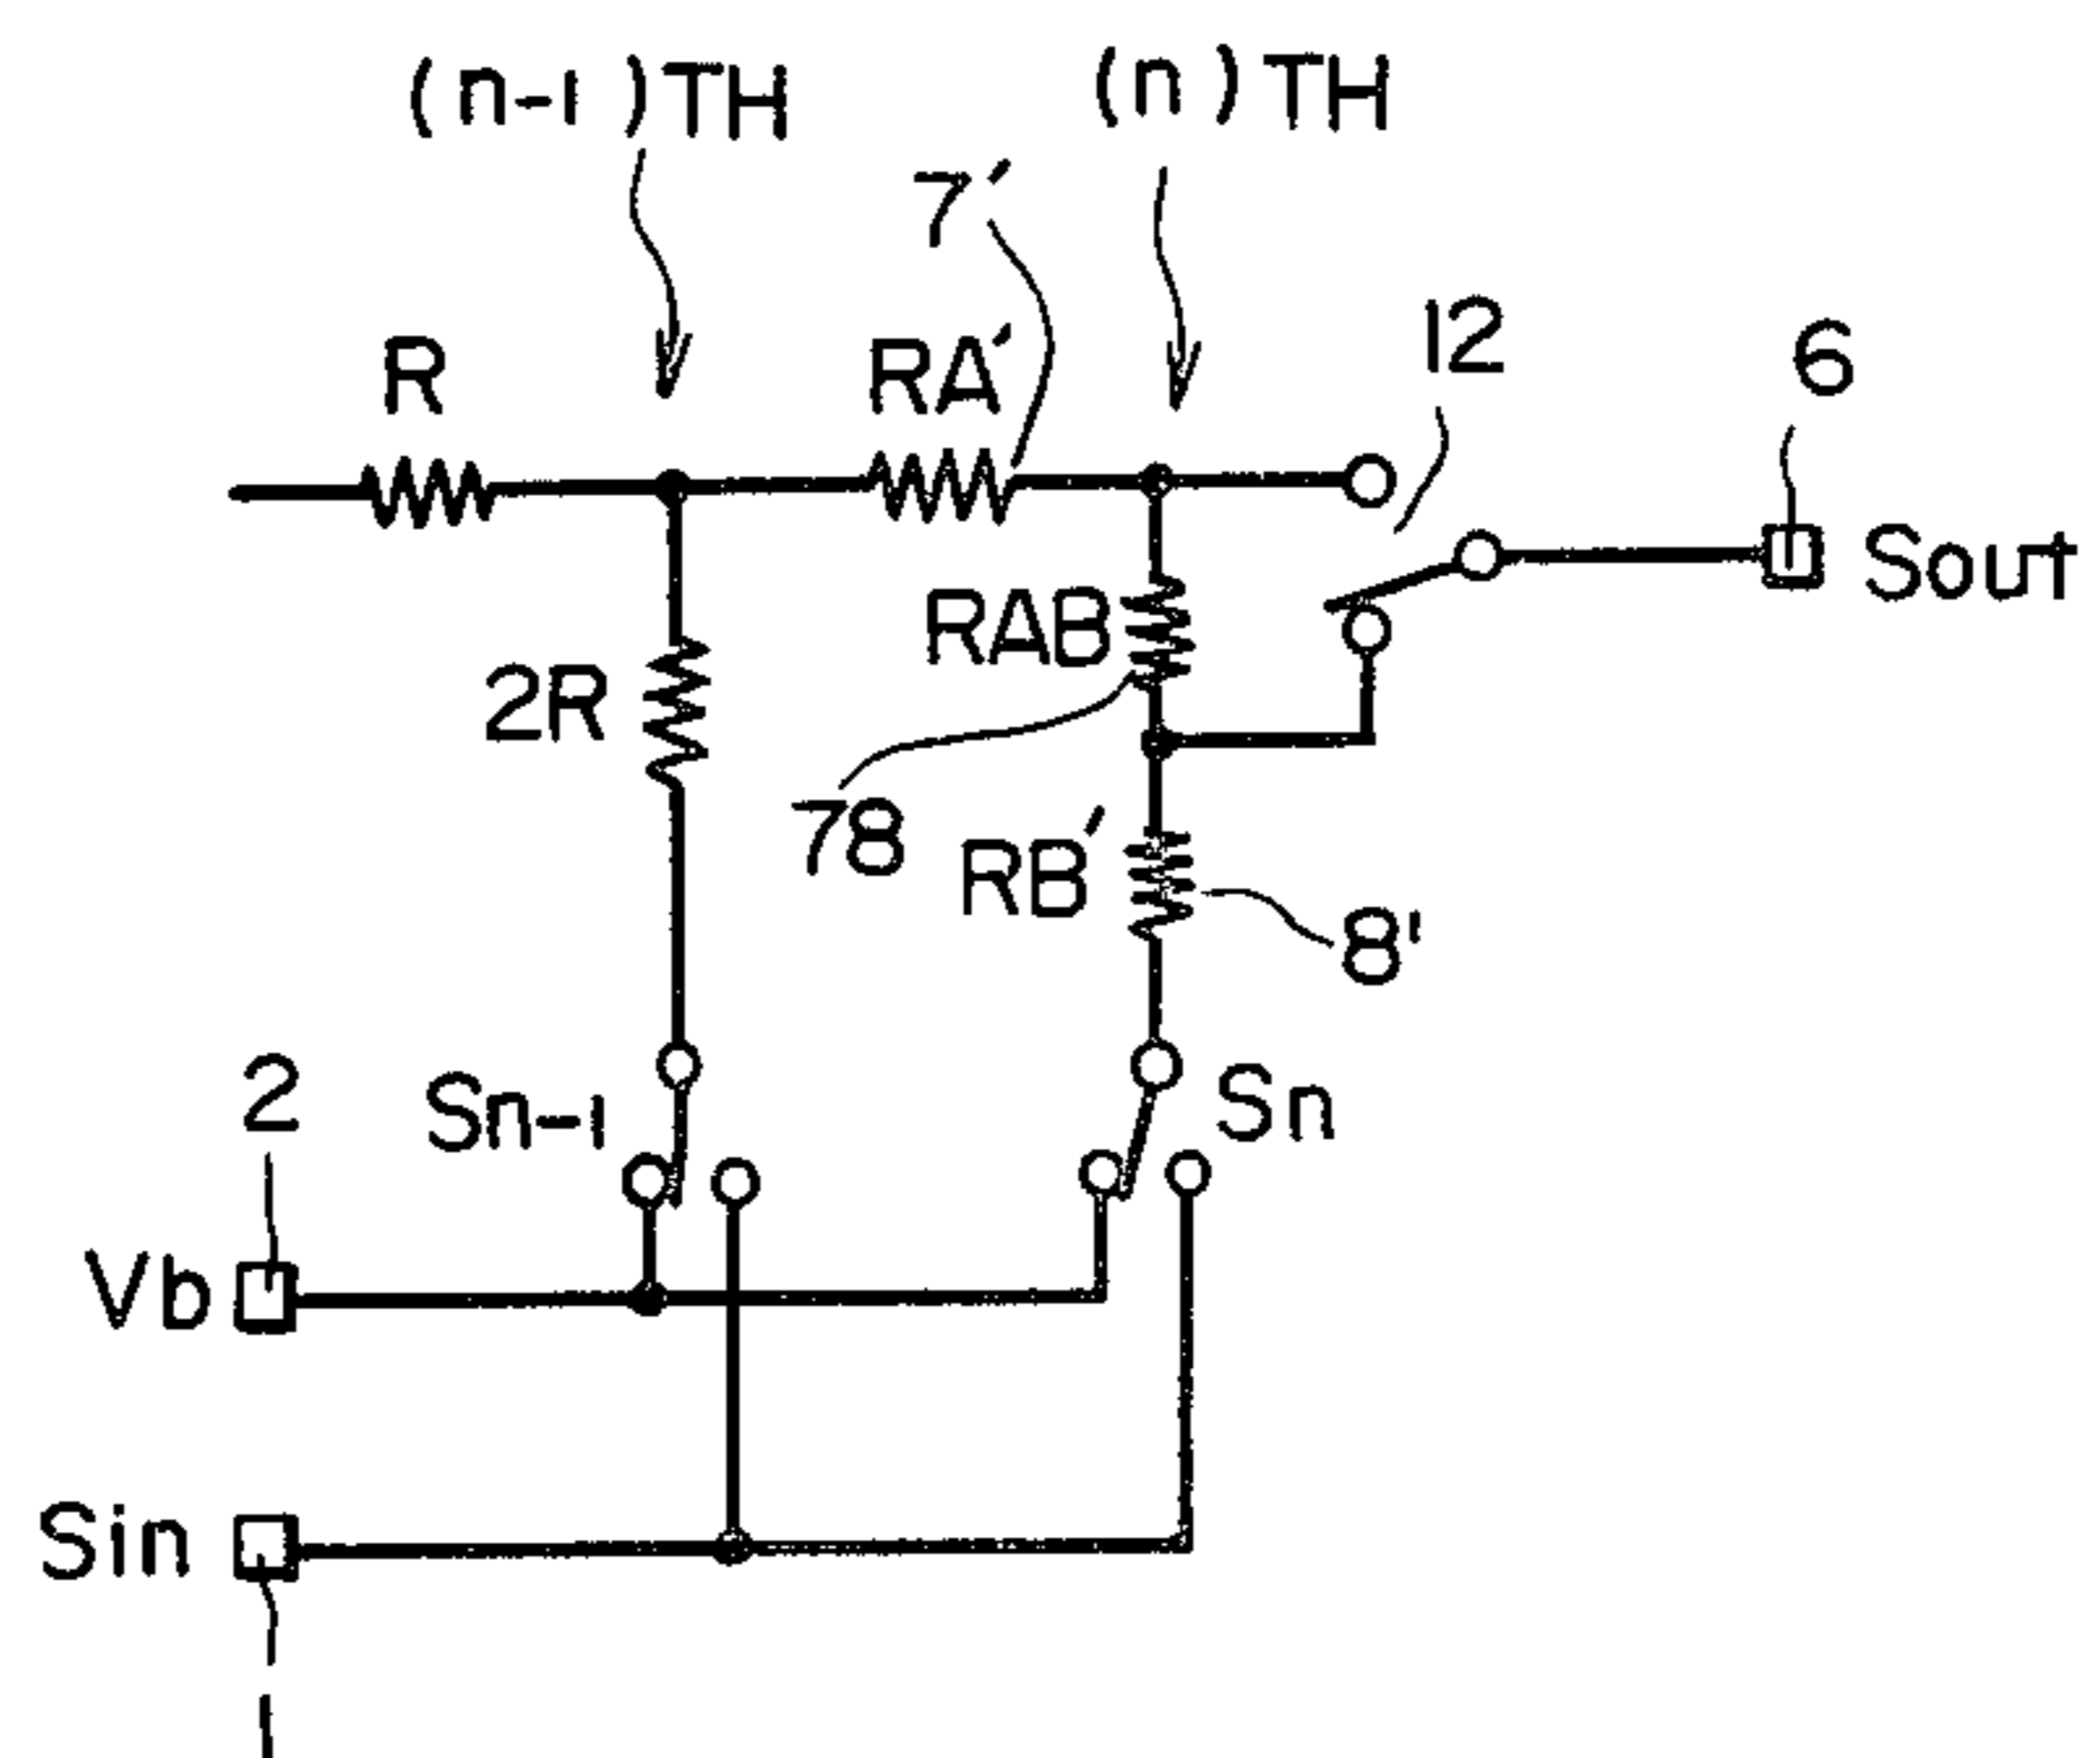 (n-1)TH
(n)TH
7'
12
6
R
RA'
Sout
RAB
2R
78
RB'
8'
2
Sn-1
Sn
Vb
Sin
1